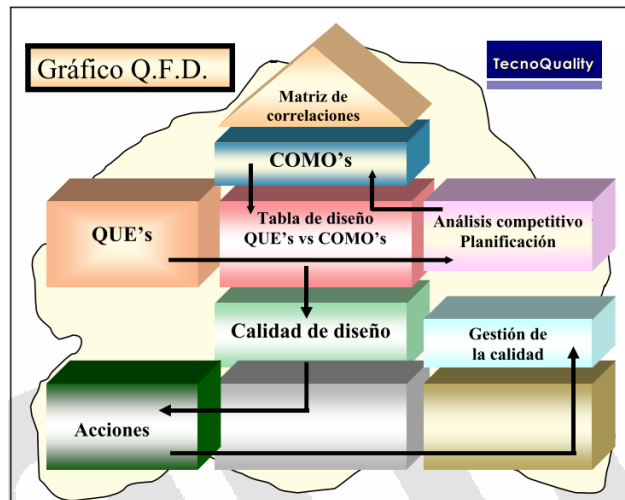 Gráfico Q.F.D.
TecnoQuality
Matriz de
correlaciones
COMO's
QUE's
Tabla de diseño
QUE's vs COMO's
Análisis competitivo
Planificación
Calidad de diseño
Gestión de
la calidad
Acciones